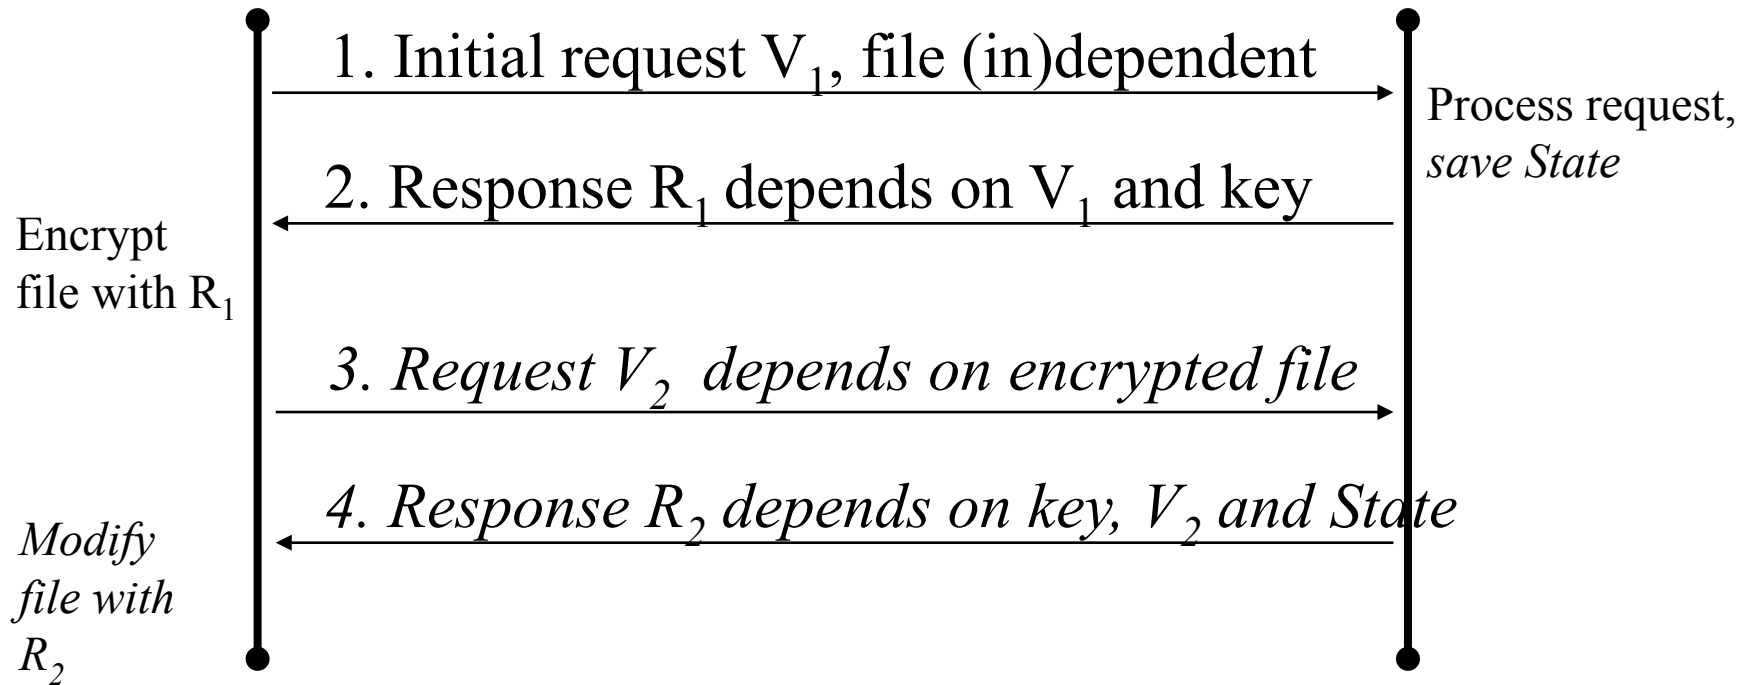 1. Initial request V₁, file (in)dependent
Process request,
save State
2. Response R₁ depends on V₁ and key
Encrypt
file with R₁
3. Request V₂ depends on encrypted file
4. Response R₂ depends on key, V₂ and State
Modify
file with
R₂